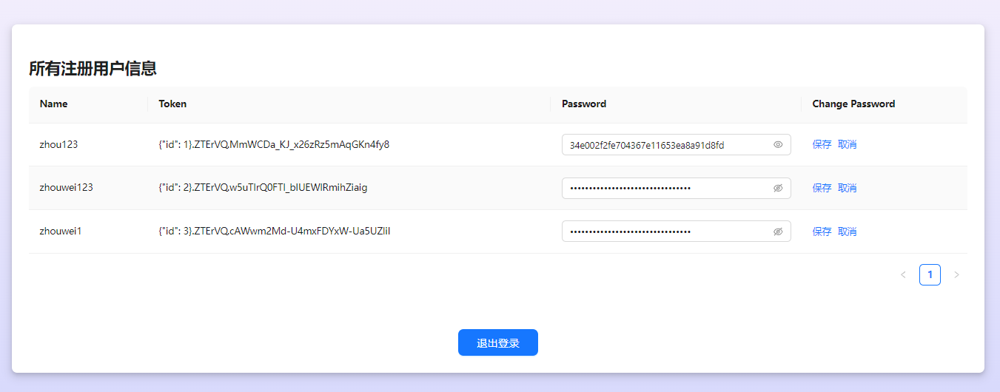 所有注册用户信息
Name Token Password Change Password
zhou123 {"id": 1}.ZTErVQ.MmWCDa_KJ_x26zRz5mAqGKn4fy8 34e002f2fe704367e11653ea8a91d8fd 保存 取消
zhouwei123 {"id": 2}.ZTErVQ.w5uTIrQ0FTI_bIUEWIRmihZiaig •••••••••••••••••••••••••••••••• 保存 取消
zhouwei1 {"id": 3}.ZTErVQ.cAWwm2Md-U4mxFDYxW-Ua5UZIiI •••••••••••••••••••••••••••••••• 保存 取消
< 1 >
退出登录